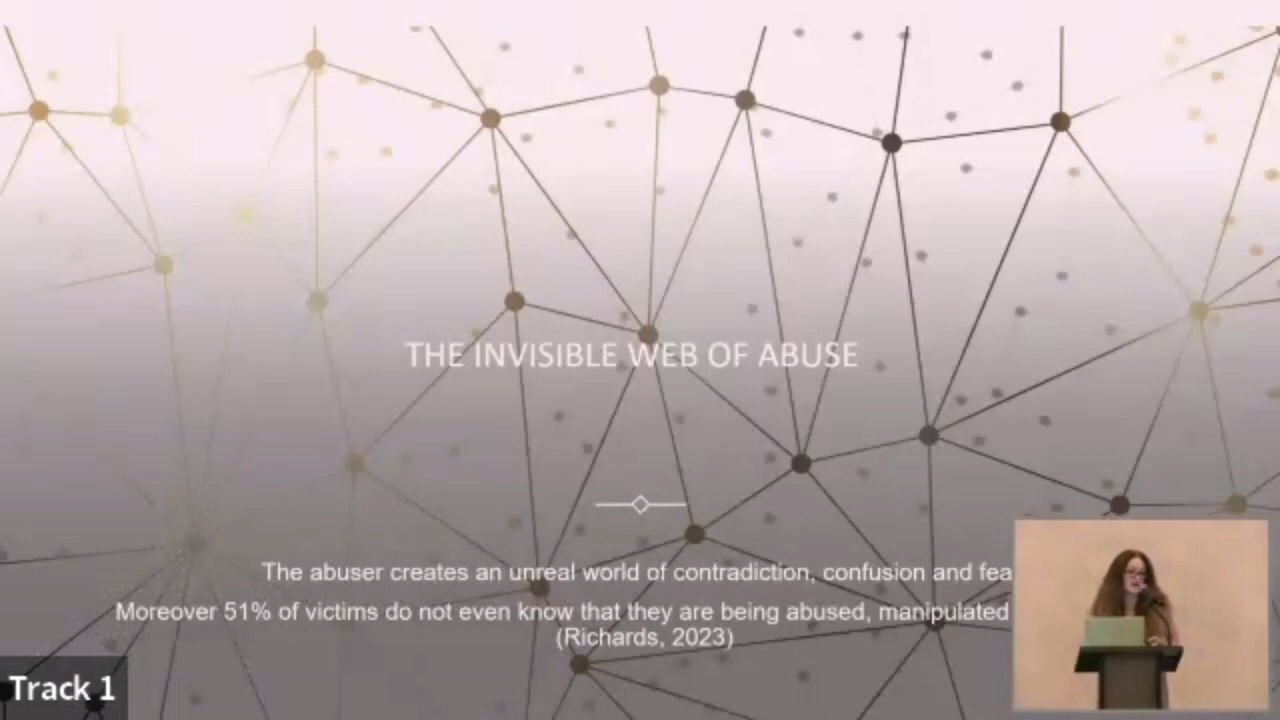 THE INVISIBLE WEB OF ABUSE
The abuser creates an unreal world of contradiction, confusion and fea
Moreover 51% of victims do not even know that they are being abused, manipulated
(Richards, 2023)
Track 1